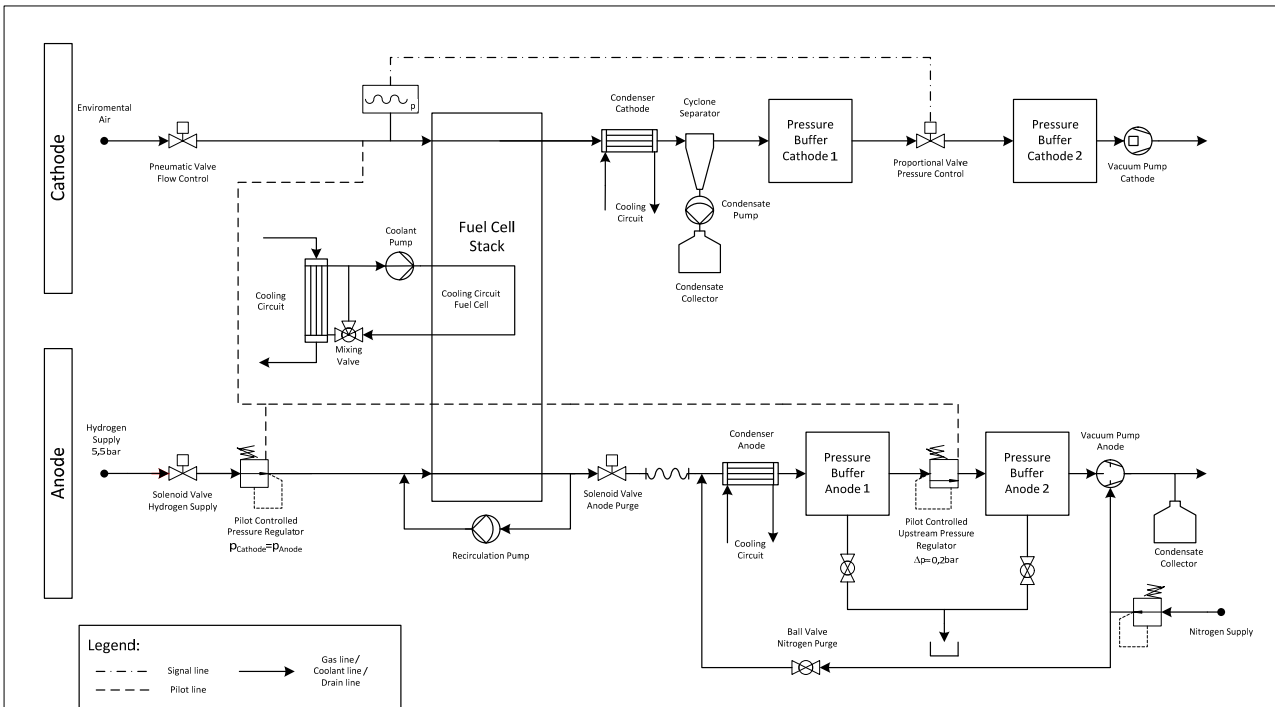 Cathode
Enviromental
Air
Pneumatic Valve
Flow Control
p
Condenser
Cathode
Cooling
Circuit
Cyclone
Separator
Condensate
Pump
Condensate
Collector
Pressure
Buffer
Cathode 1
Proportional Valve
Pressure Control
Pressure
Buffer
Cathode 2
Vacuum Pump
Cathode
Fuel Cell
Stack
Coolant
Pump
Cooling
Circuit
Cooling Circuit
Fuel Cell
Mixing
Valve
Anode
Hydrogen
Supply
5,5bar
Solenoid Valve
Hydrogen Supply
Pilot Controlled
Pressure Regulator
pCathode=pAnode
Recirculation Pump
Solenoid Valve
Anode Purge
Condenser
Anode
Cooling
Circuit
Pressure
Buffer
Anode 1
Pilot Controlled
Upstream Pressure
Regulator
Δp=0,2bar
Pressure
Buffer
Anode 2
Vacuum Pump
Anode
Condensate
Collector
Nitrogen Supply
Ball Valve
Nitrogen Purge
Legend:
Signal line
Pilot line
Gas line/
Coolant line/
Drain line